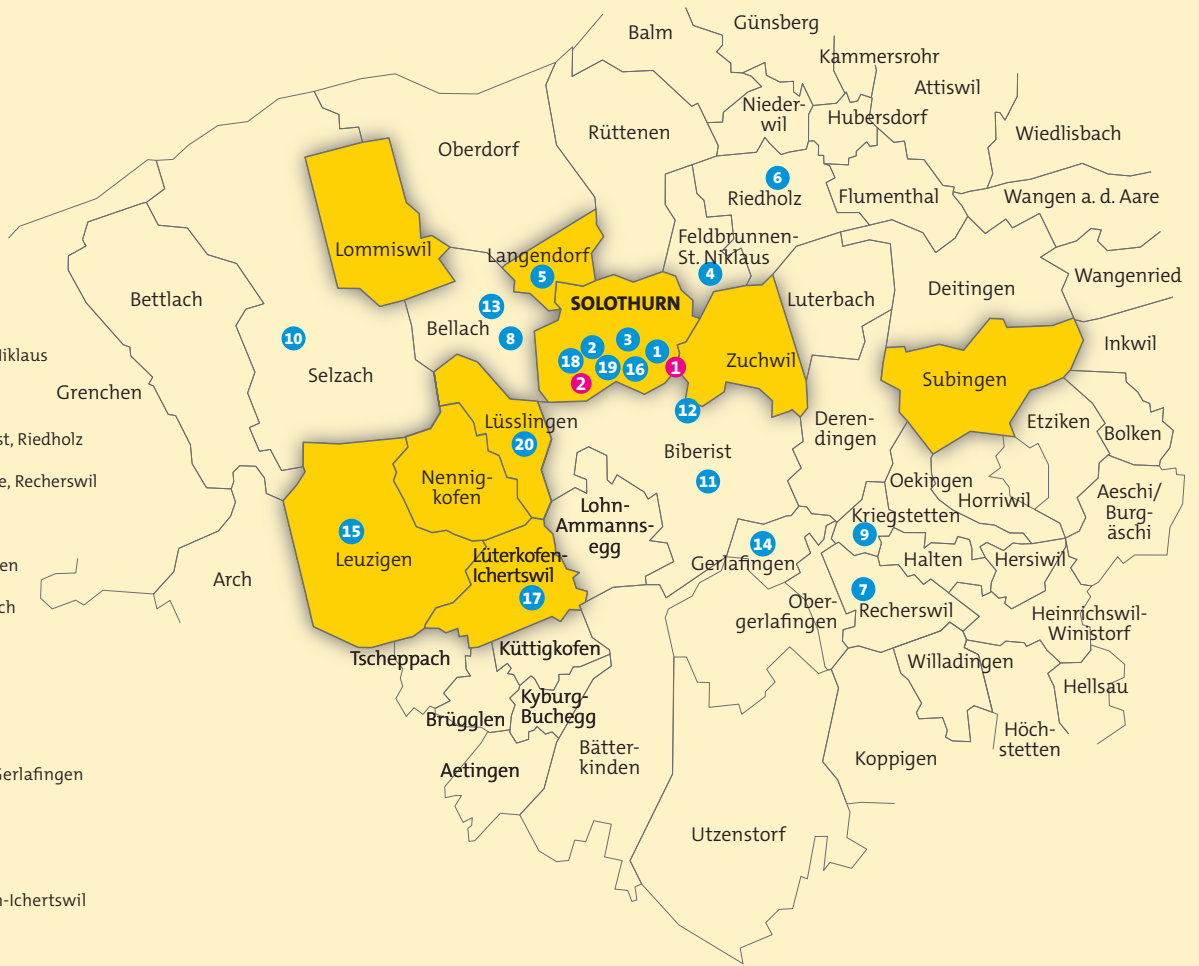 Balm
Günsberg
Kammersrohr
Attiswil
Nieder-
wil
Hubersdorf
Rüttenen
Wiedlisbach
Oberdorf
6
Riedholz
Flumenthal
Wangen a. d. Aare
Feldbrunnen-
St. Niklaus
4
Lommiswil
Langendorf
5
Wangenried
Bettlach
Luterbach
Deitingen
SOLOTHURN
13
Bellach
8
10
Selzach
3
2
1
18
19
16
1
2
Zuchwil
Inkwil
Subingen
iklaus
Grenchen
12
Lüsslingen
20
Deren-
dingen
Etziken
Bolken
st, Riedholz
Biberist
11
e, Recherswil
Nennig-
kofen
Oekingen
Horriwil
Aeschi/
Burg-
äschi
Lohn-
Ammanns-
egg
Kriegstetten
9
15
Leuzigen
14
Gerlafingen
Halten
Hersiwil
en
Arch
Lüterkofen-
Ichertswil
17
7
Recherswil
ch
Ober-
gerlafingen
Heinrichswil-
Winistorf
Tscheppach
Küttigkofen
Willadingen
Hellsau
Kyburg-
Buchegg
Brügglen
Höch-
stetten
Bätter-
kinden
Koppigen
Aetingen
Gerlafingen
Utzenstorf
n-Ichertswil